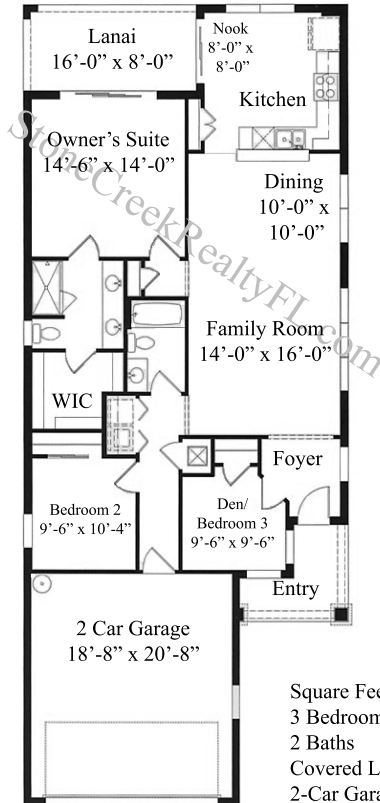 Lanai
16'-0" x 8'-0"
Nook
8'-0" x
8'-0"
Kitchen
Owner's Suite
14'-6" x 14'-0"
Dining
10'-0" x
10'-0"
StoneCreekRealtyFL.com
Family Room
14'-0" x 16'-0"
WIC
Foyer
Bedroom 2
9'-6" x 10'-4"
Den/
Bedroom 3
9'-6" x 9'-6"
Entry
2 Car Garage
18'-8" x 20'-8"
Square Fee
3 Bedroom
2 Baths
Covered L
2-Car Gara